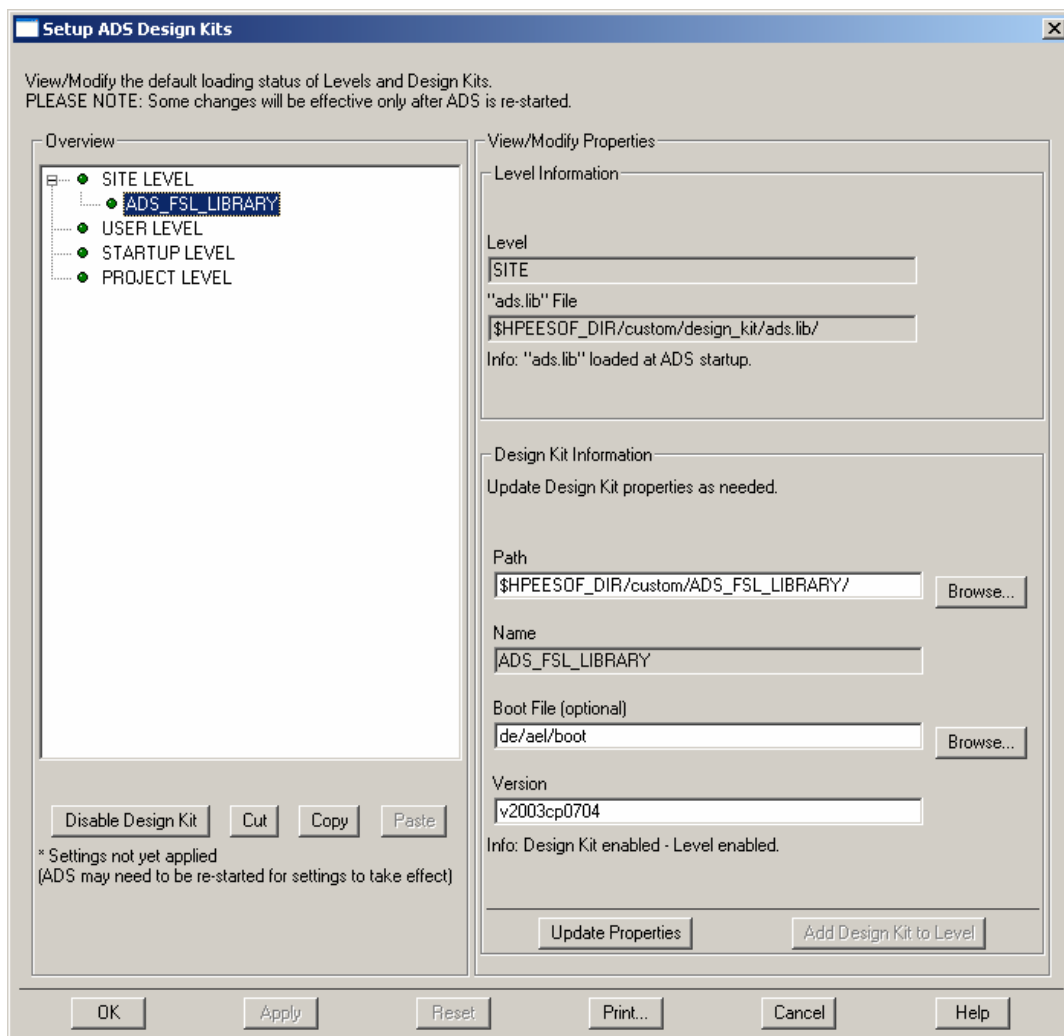 Setup ADS Design Kits
View/Modify the default loading status of Levels and Design Kits.
PLEASE NOTE: Some changes will be effective only after ADS is re-started.
Overview
SITE LEVEL
ADS_FSL_LIBRARY
USER LEVEL
STARTUP LEVEL
PROJECT LEVEL
Disable Design Kit
Cut
Copy
Paste
* Settings not yet applied
(ADS may need to be re-started for settings to take effect)
View/Modify Properties
Level Information
Level
SITE
"ads.lib" File
$HPEESOF_DIR/custom/design_kit/ads.lib/
Info: "ads.lib" loaded at ADS startup.
Design Kit Information
Update Design Kit properties as needed.
Path
$HPEESOF_DIR/custom/ADS_FSL_LIBRARY/
Browse...
Name
ADS_FSL_LIBRARY
Boot File (optional)
de/ael/boot
Browse...
Version
v2003cp0704
Info: Design Kit enabled - Level enabled.
Update Properties
Add Design Kit to Level
OK
Apply
Reset
Print...
Cancel
Help